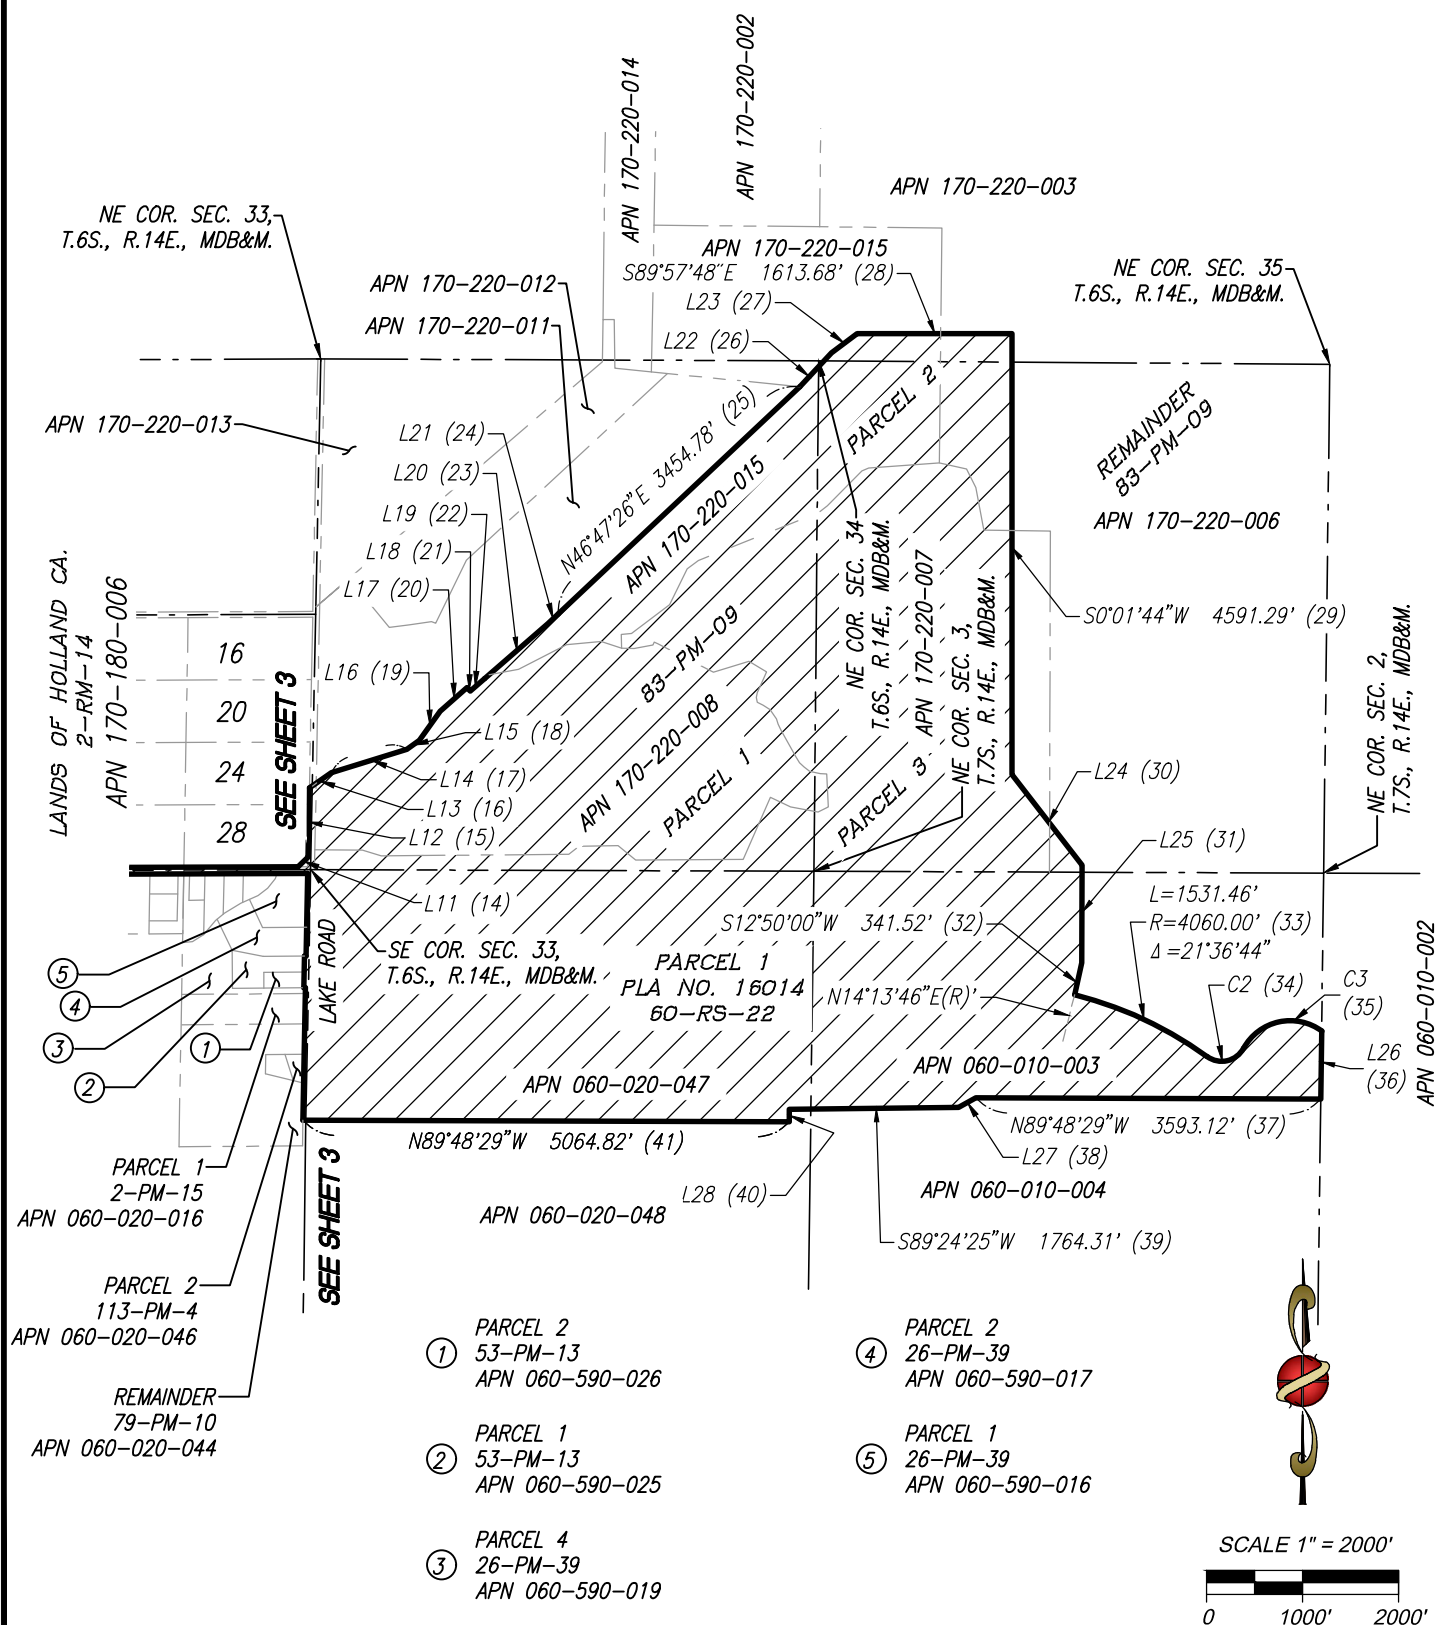 APN 170-220-014
APN 170-220-002
APN 170-220-003
NE COR. SEC. 33,
T.6S., R.14E., MDB&M.
APN 170-220-015
S89°57'48"E 1613.68' (28)
APN 170-220-012
L23 (27)
APN 170-220-011
L22 (26)
NE COR. SEC. 35
T.6S., R.14E., MDB&M.
APN 170-220-013
L21 (24)
L20 (23)
L19 (22)
L18 (21)
L17 (20)
N46°47'26"E 3454.78' (25)
APN 170-220-015
PARCEL 2
REMAINDER
83-PM-09
APN 170-220-006
LANDS OF HOLLAND CA.
2-RM-14
APN 170-180-006
16
20
24
28
SEE SHEET 3
L16 (19)
L15 (18)
L14 (17)
L13 (16)
L12 (15)
L11 (14)
83-PM-09
APN 170-220-008
PARCEL 1
NE COR. SEC. 34
T.6S., R.14E., MDB&M.
APN 170-220-007
PARCEL 3
NE COR. SEC. 3,
T.7S., R.14E., MDB&M.
S0°01'44"W 4591.29' (29)
NE COR. SEC. 2,
T.7S., R.14E., MDB&M.
L24 (30)
L25 (31)
L=1531.46'
R=4060.00' (33)
Δ=21°36'44"
S12°50'00"W 341.52' (32)
SE COR. SEC. 33,
T.6S., R.14E., MDB&M.
LAKE ROAD
PARCEL 1
PLA NO. 16014
60-RS-22
N14°13'46"E(R)
C2 (34)
C3
(35)
L26
(36)
APN 060-010-002
APN 060-010-003
APN 060-020-047
5
4
3
2
1
N89°48'29"W 5064.82' (41)
N89°48'29"W 3593.12' (37)
L27 (38)
L28 (40)
APN 060-010-004
APN 060-020-048
S89°24'25"W 1764.31' (39)
SEE SHEET 3
PARCEL 1
2-PM-15
APN 060-020-016
PARCEL 2
113-PM-4
APN 060-020-046
REMAINDER
79-PM-10
APN 060-020-044
1
PARCEL 2
53-PM-13
APN 060-590-026
2
PARCEL 1
53-PM-13
APN 060-590-025
3
PARCEL 4
26-PM-39
APN 060-590-019
4
PARCEL 2
26-PM-39
APN 060-590-017
5
PARCEL 1
26-PM-39
APN 060-590-016
SCALE 1" = 2000'
0 1000' 2000'